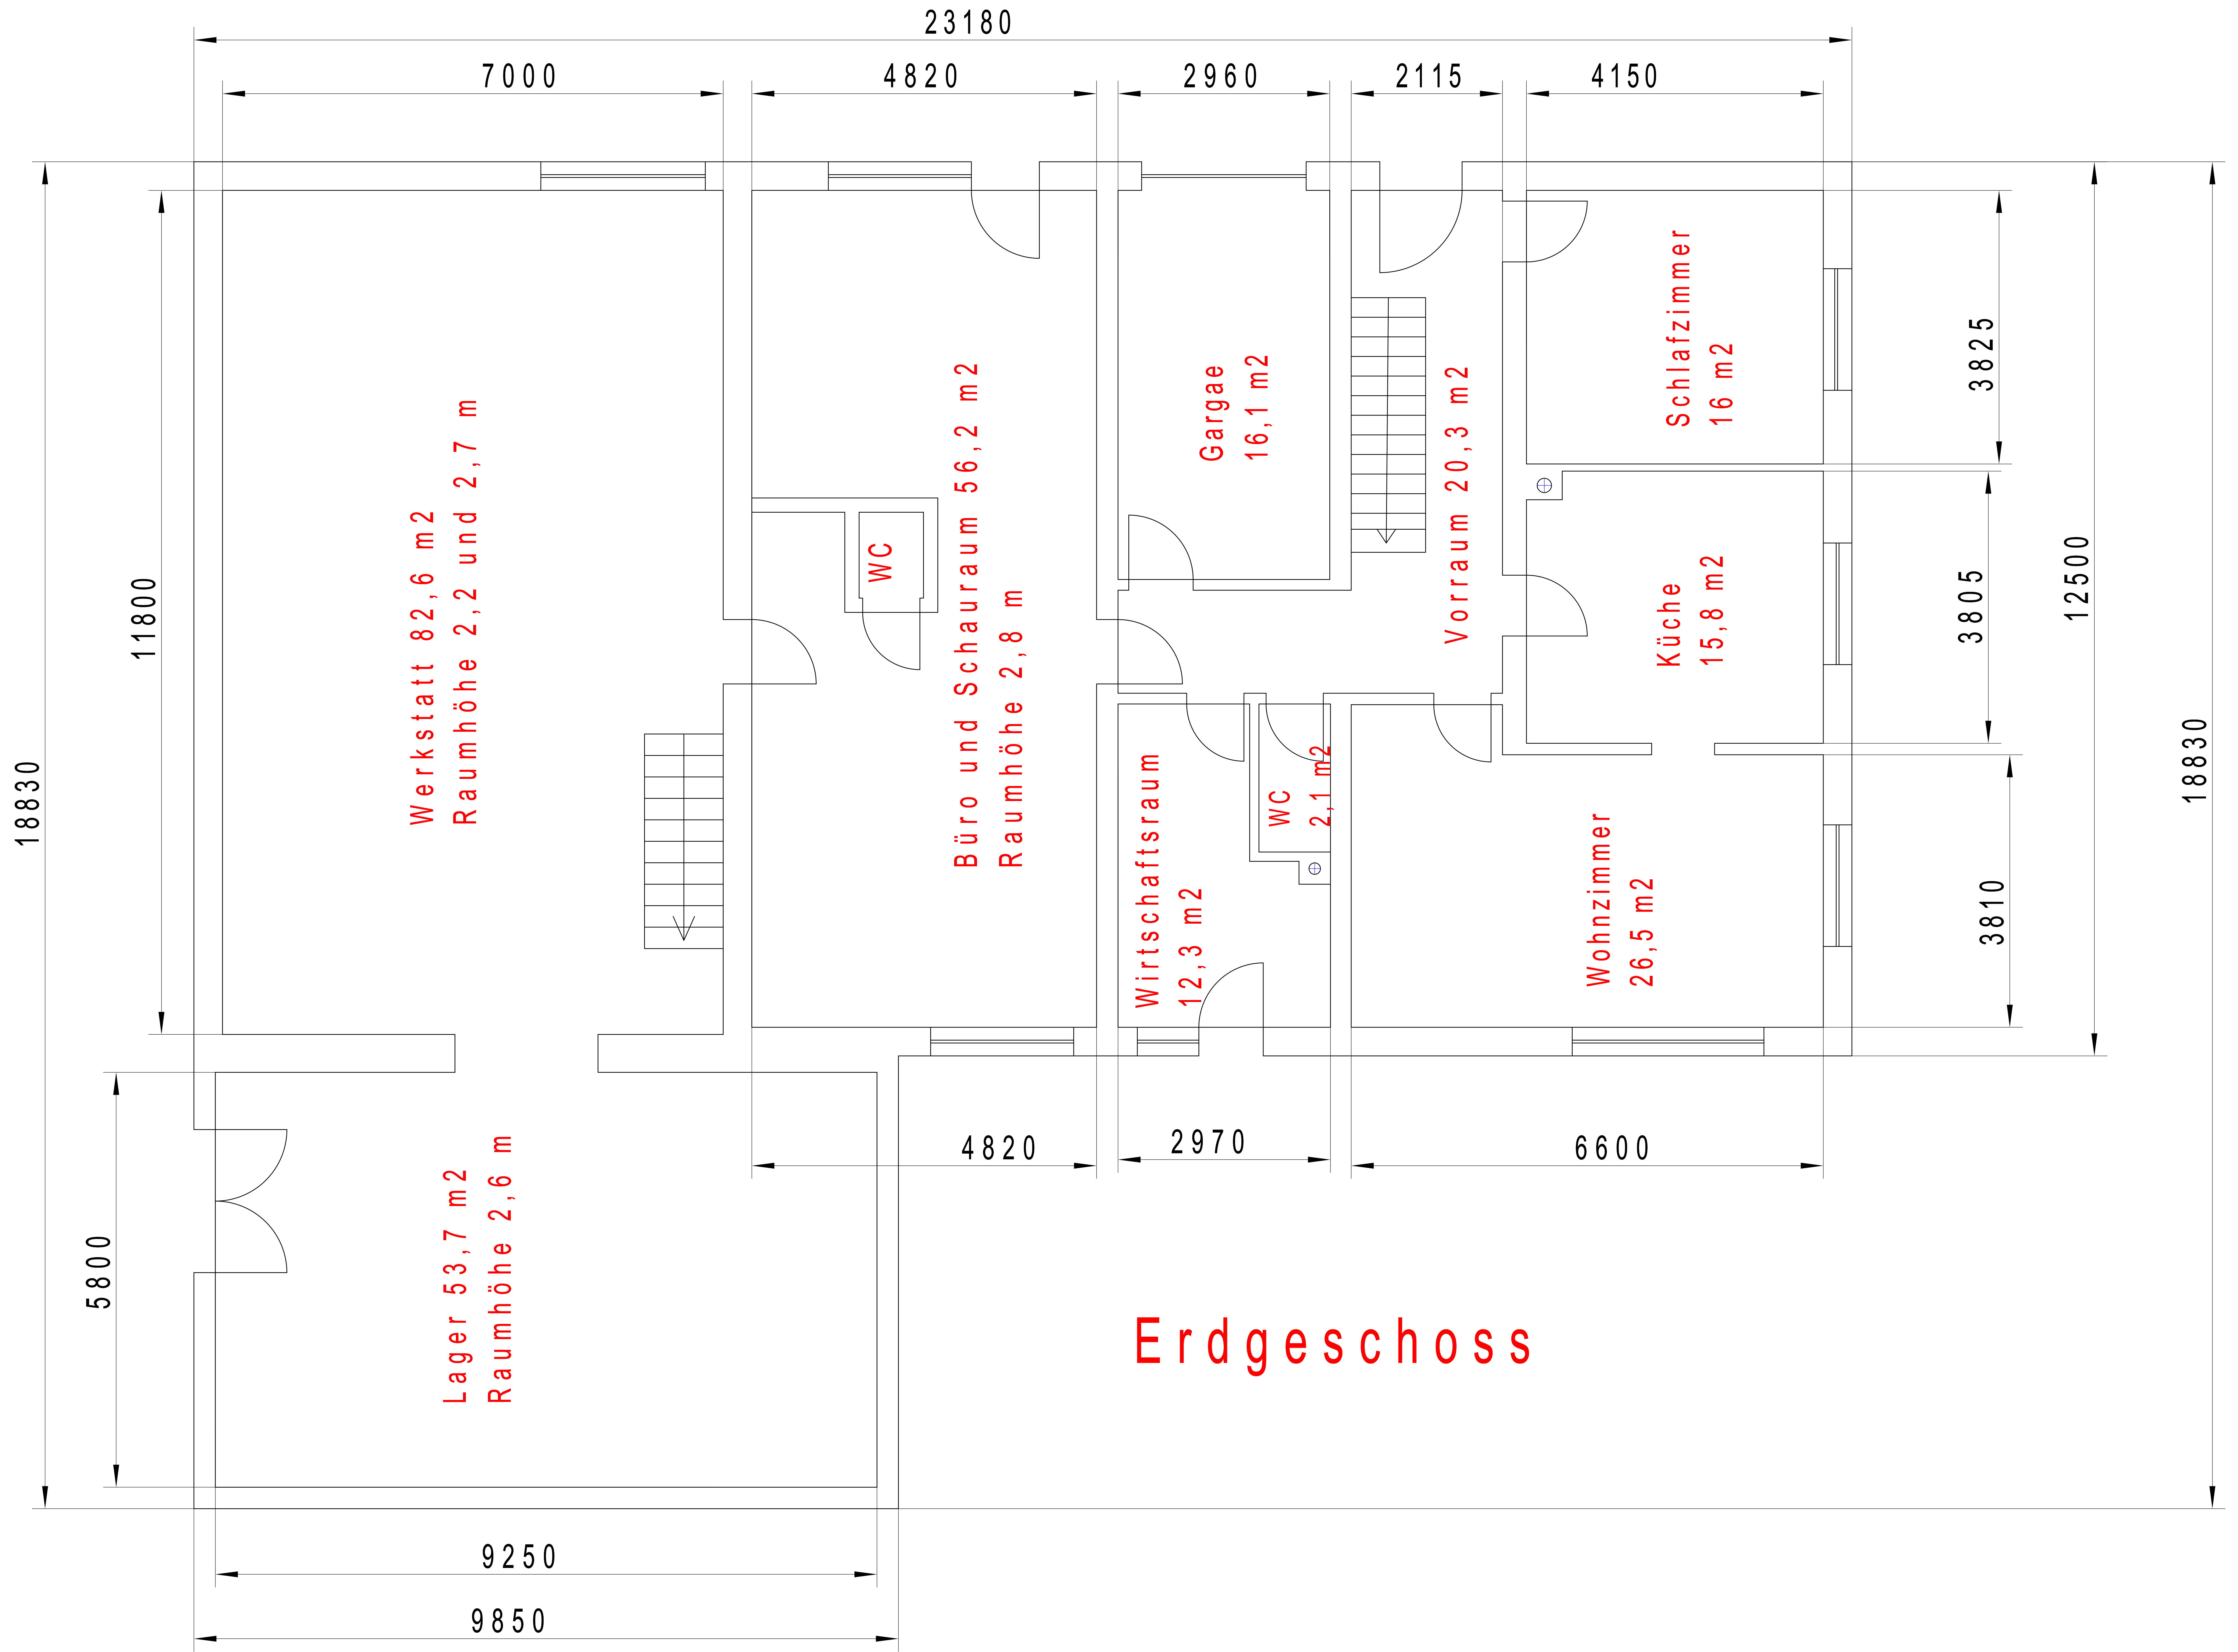 23180
7000
4820
2960
2115
4150
18830
11800
5800
Werkstatt 82,6 m2
Raumhöhe 2,2 und 2,7 m
WC
Büro und Schauraum 56,2 m2
Raumhöhe 2,8 m
Gargae
16,1 m2
Vorraum 20,3 m2
Schlafzimmer
16 m2
Küche
15,8 m2
Wirtschaftsraum
12,3 m2
WC
2,1 m2
Wohnzimmer
26,5 m2
3825
3805
3810
12500
18830
Lager 53,7 m2
Raumhöhe 2,6 m
4820
2970
6600
Erdgeschoss
9250
9850